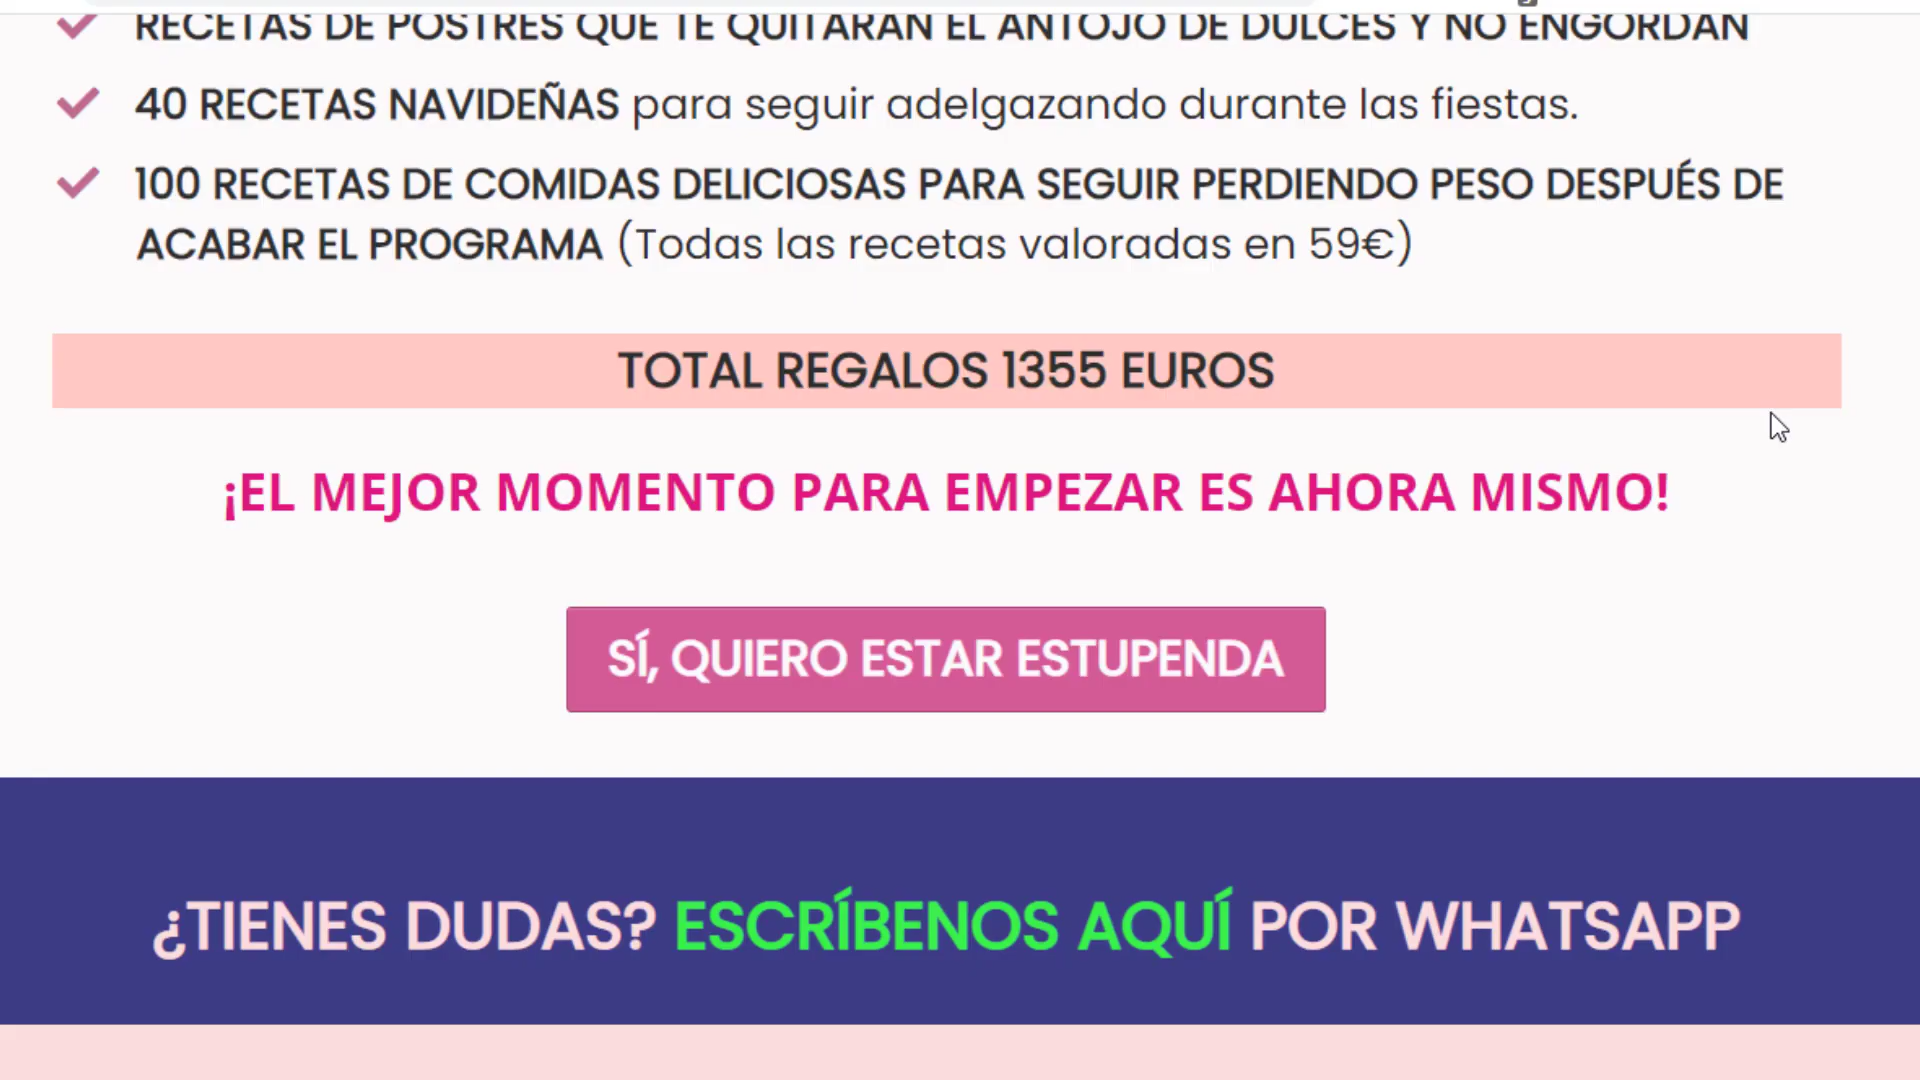 RECETAS DE POSTRES QUE TE QUITARÁN EL ANTOJO DE DULCES Y NO ENGORDAN
40 RECETAS NAVIDEÑAS para seguir adelgazando durante las fiestas.
100 RECETAS DE COMIDAS DELICIOSAS PARA SEGUIR PERDIENDO PESO DESPUÉS DE
ACABAR EL PROGRAMA (Todas las recetas valoradas en 59€)
TOTAL REGALOS 1355 EUROS
¡EL MEJOR MOMENTO PARA EMPEZAR ES AHORA MISMO!
SÍ, QUIERO ESTAR ESTUPENDA
¿TIENES DUDAS? ESCRÍBENOS AQUÍ POR WHATSAPP